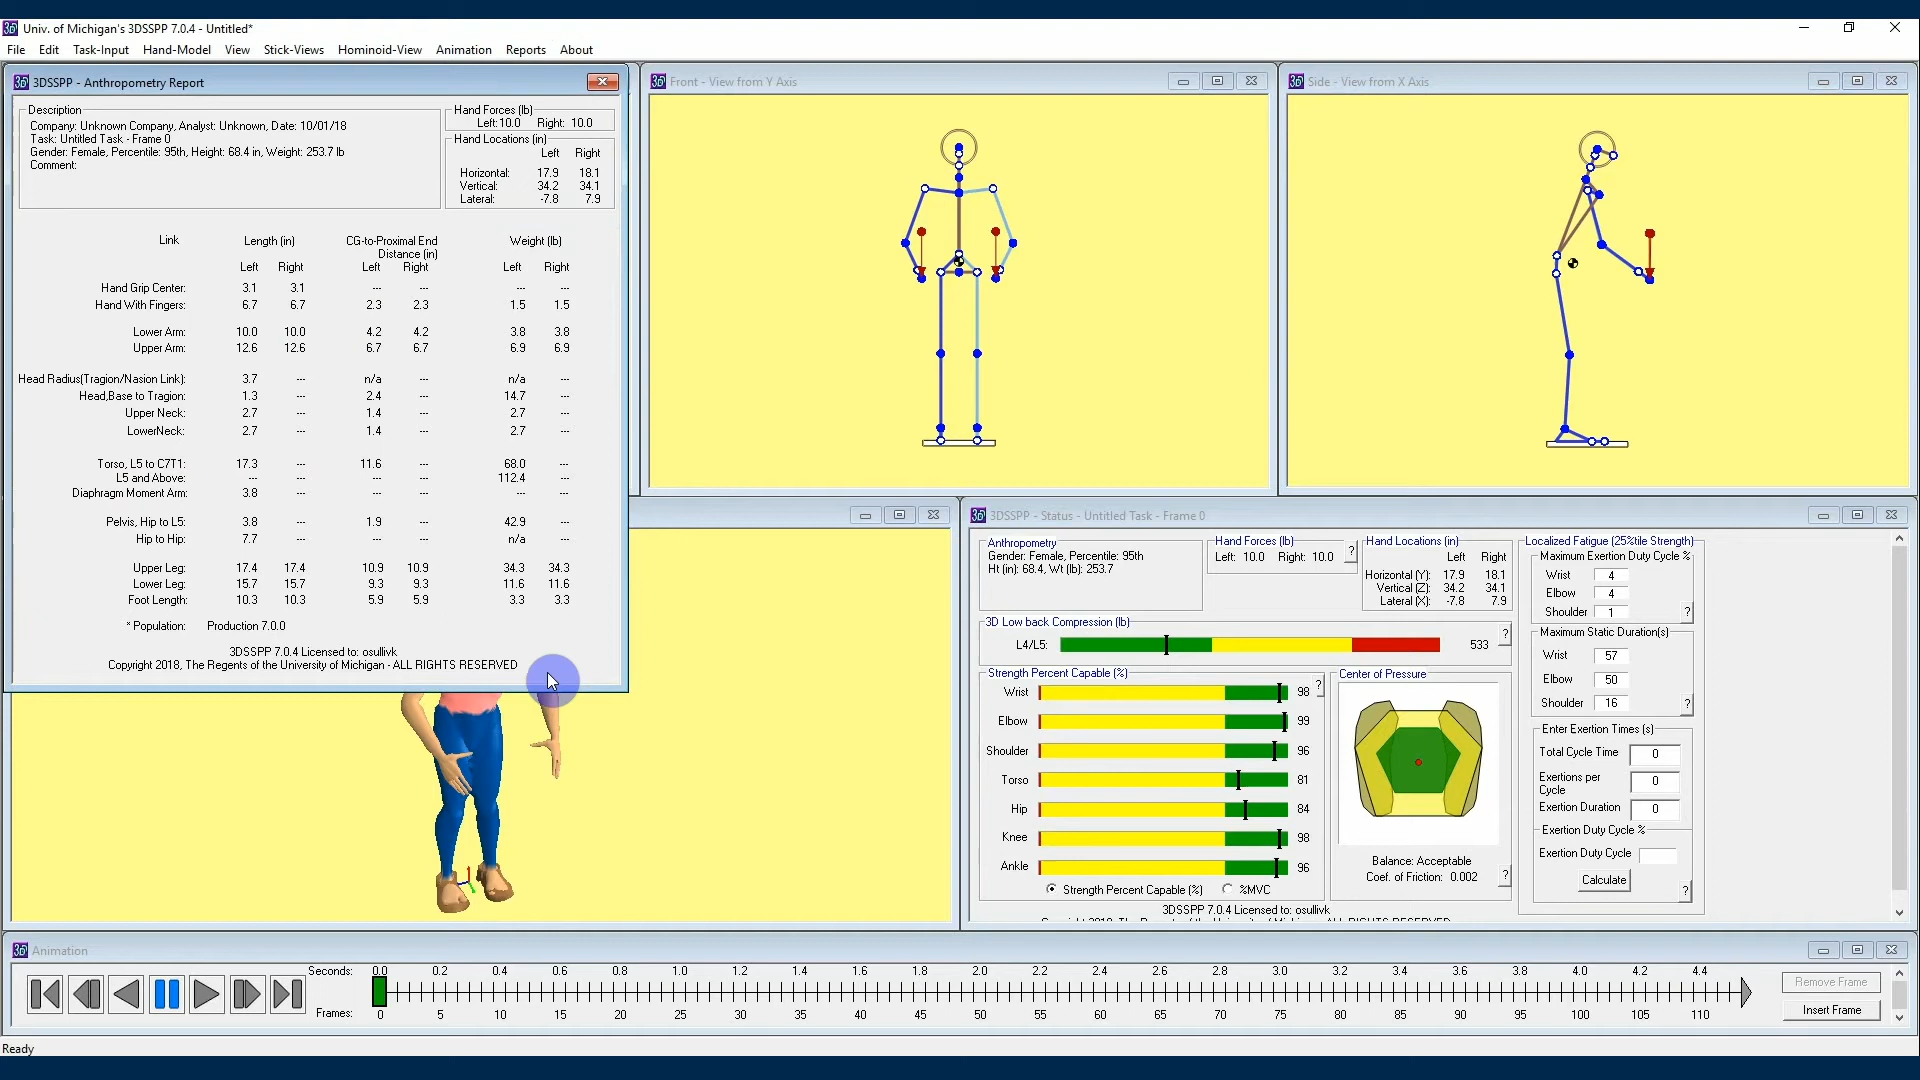 Univ. of Michigan's 3DSSPP 7.0.4 - Untitled*
File Edit Task-Input Hand-Model View Stick-Views Hominoid-View Animation Reports About
3DSSPP - Anthropometry Report
Description
Company: Unknown Company, Analyst: Unknown, Date: 10/01/18
Task: Untitled Task - Frame 0
Gender: Female, Percentile: 95th, Height: 68.4 in, Weight: 253.7 lb
Comment:
Hand Forces (lb)
Left: 10.0 Right: 10.0
Hand Locations (in)
Left Right
Horizontal: 17.9 18.1
Vertical: 34.2 34.1
Lateral: -7.8 7.9
Link Length (in) CG-to-Proximal End Weight (lb)
Distance (in)
Left Right Left Right Left Right
Hand Grip Center: 3.1 3.1 --- --- --- ---
Hand With Fingers: 6.7 6.7 2.3 2.3 1.5 1.5
Lower Arm: 10.0 10.0 4.2 4.2 3.8 3.8
Upper Arm: 12.6 12.6 6.7 6.7 6.9 6.9
Head Radius(Tragion/Nasion Link): 3.7 --- n/a --- n/a ---
Head,Base to Tragion: 1.3 --- 2.4 --- 14.7 ---
Upper Neck: 2.7 --- 1.4 --- 2.7 ---
LowerNeck: 2.7 --- 1.4 --- 2.7 ---
Torso, L5 to C7T1: 17.3 --- 11.6 --- 68.0 ---
L5 and Above: --- --- --- --- 112.4 ---
Diaphragm Moment Arm: 3.8 --- --- --- --- ---
Pelvis, Hip to L5: 3.8 --- 1.9 --- 42.9 ---
Hip to Hip: 7.7 --- --- --- n/a ---
Upper Leg: 17.4 17.4 10.9 10.9 34.3 34.3
Lower Leg: 15.7 15.7 9.3 9.3 11.6 11.6
Foot Length: 10.3 10.3 5.9 5.9 3.3 3.3
* Population: Production 7.0.0
3DSSPP 7.0.4 Licensed to: osullivk
Copyright 2018, The Regents of the University of Michigan - ALL RIGHTS RESERVED
Front - View from Y Axis
Side - View from X Axis
3DSSPP - Status - Untitled Task - Frame 0
Anthropometry
Gender: Female, Percentile: 95th
Ht (in): 68.4, Wt (lb): 253.7
Hand Forces (lb)
Left: 10.0 Right: 10.0 ?
Hand Locations (in)
Left Right
Horizontal (Y): 17.9 18.1
Vertical (Z): 34.2 34.1
Lateral (X): -7.8 7.9
3D Low back Compression (lb)
L4/L5: 533 ?
Strength Percent Capable (%) ?
Wrist 98
Elbow 99
Shoulder 96
Torso 81
Hip 84
Knee 98
Ankle 96
Strength Percent Capable (%) %MVC
Center of Pressure
Balance: Acceptable
Coef. of Friction: 0.002 ?
3DSSPP 7.0.4 Licensed to: osullivk
Localized Fatigue (25%tile Strength)
Maximum Exertion Duty Cycle %
Wrist 4
Elbow 4
Shoulder 1 ?
Maximum Static Duration(s)
Wrist 57
Elbow 50
Shoulder 16 ?
Enter Exertion Times (s)
Total Cycle Time 0
Exertions per
Cycle 0
Exertion Duration 0
Exertion Duty Cycle %
Exertion Duty Cycle
Calculate ?
Animation
Seconds: 0.0 0.2 0.4 0.6 0.8 1.0 1.2 1.4 1.6 1.8 2.0 2.2 2.4 2.6 2.8 3.0 3.2 3.4 3.6 3.8 4.0 4.2 4.4
Frames: 0 5 10 15 20 25 30 35 40 45 50 55 60 65 70 75 80 85 90 95 100 105 110
Remove Frame
Insert Frame
Ready